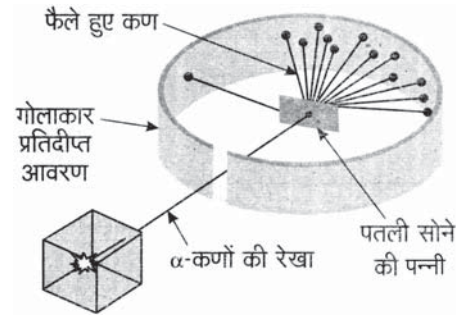 फैले हुए कण
गोलाकार
प्रतिदीप्त
आवरण
α-कणों की रेखा
पतली सोने
की पन्नी